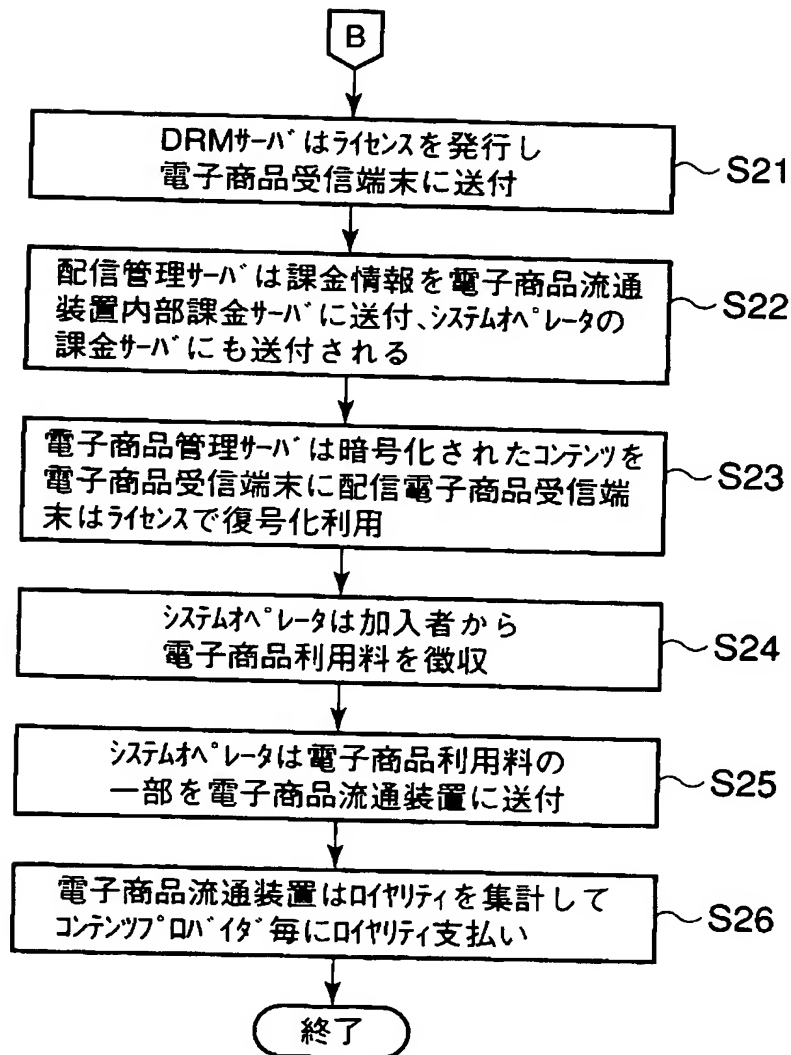 B
DRMサーバはライセンスを発行し
電子商品受信端末に送付
S21
配信管理サーバは課金情報を電子商品流通
装置内部課金サーバに送付、システムオペレータの
課金サーバにも送付される
S22
電子商品管理サーバは暗号化されたコンテンツを
電子商品受信端末に配信電子商品受信端
末はライセンスで復号化利用
S23
システムオペレータは加入者から
電子商品利用料を徴収
S24
システムオペレータは電子商品利用料の
一部を電子商品流通装置に送付
S25
電子商品流通装置はロイヤリティを集計して
コンテンツプロバイダ毎にロイヤリティ支払い
S26
終了